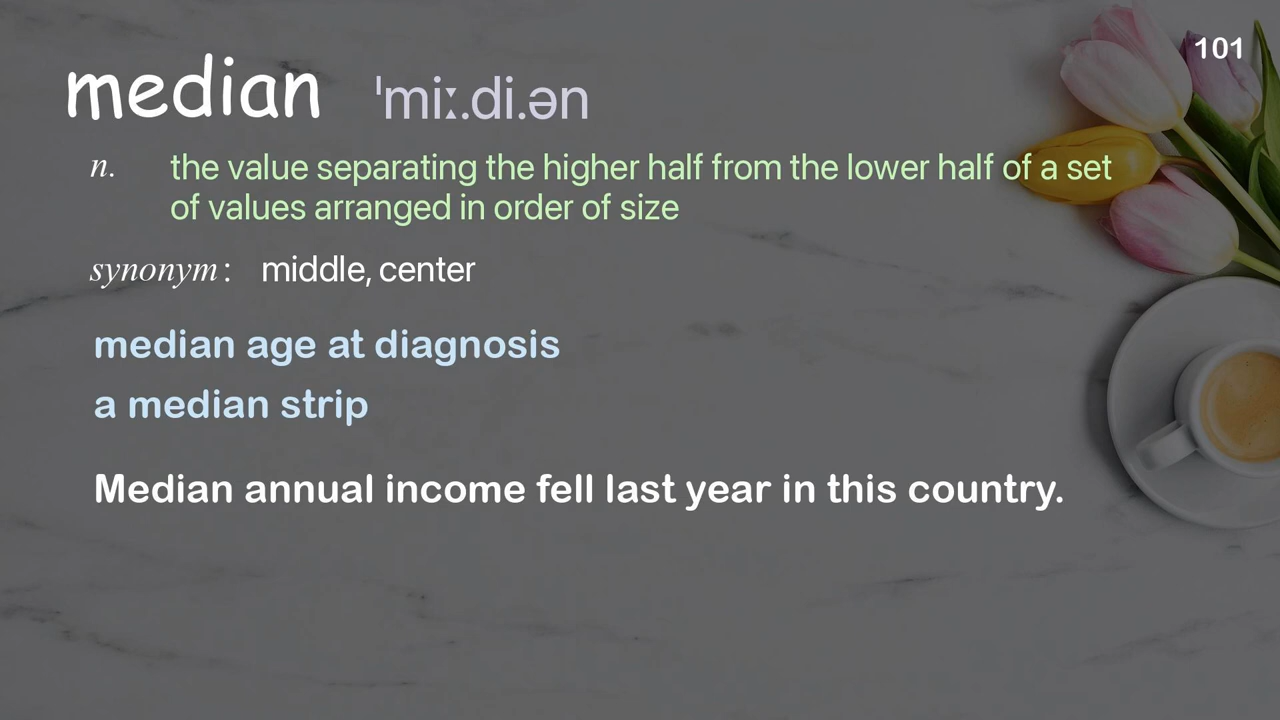 101
median ˈmiː.di.ən
n. the value separating the higher half from the lower half of a set
of values arranged in order of size
synonym: middle, center
median age at diagnosis
a median strip
Median annual income fell last year in this country.